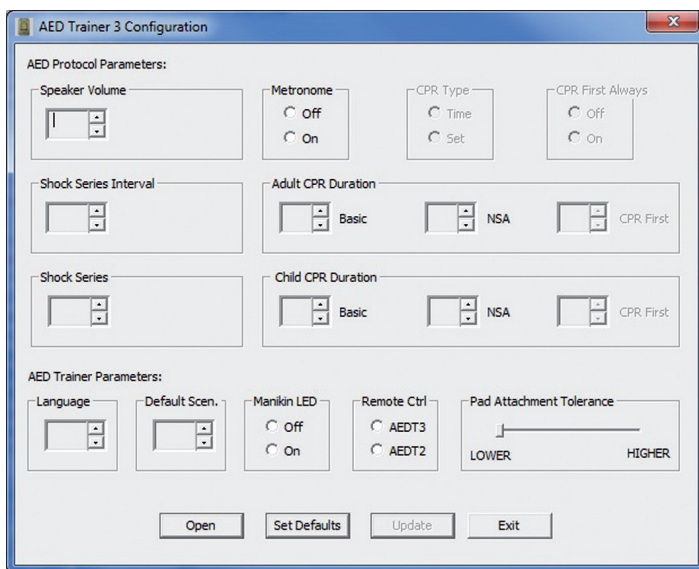 AED Trainer 3 Configuration
AED Protocol Parameters:
Speaker Volume
Metronome
Off
On
CPR Type
Time
Set
CPR First Always
Off
On
Shock Series Interval
Adult CPR Duration
Basic NSA CPR First
Shock Series
Child CPR Duration
Basic NSA CPR First
AED Trainer Parameters:
Language
Default Scen.
Manikin LED
Off
On
Remote Ctrl
AEDT3
AEDT2
Pad Attachment Tolerance
LOWER HIGHER
Open Set Defaults Update Exit